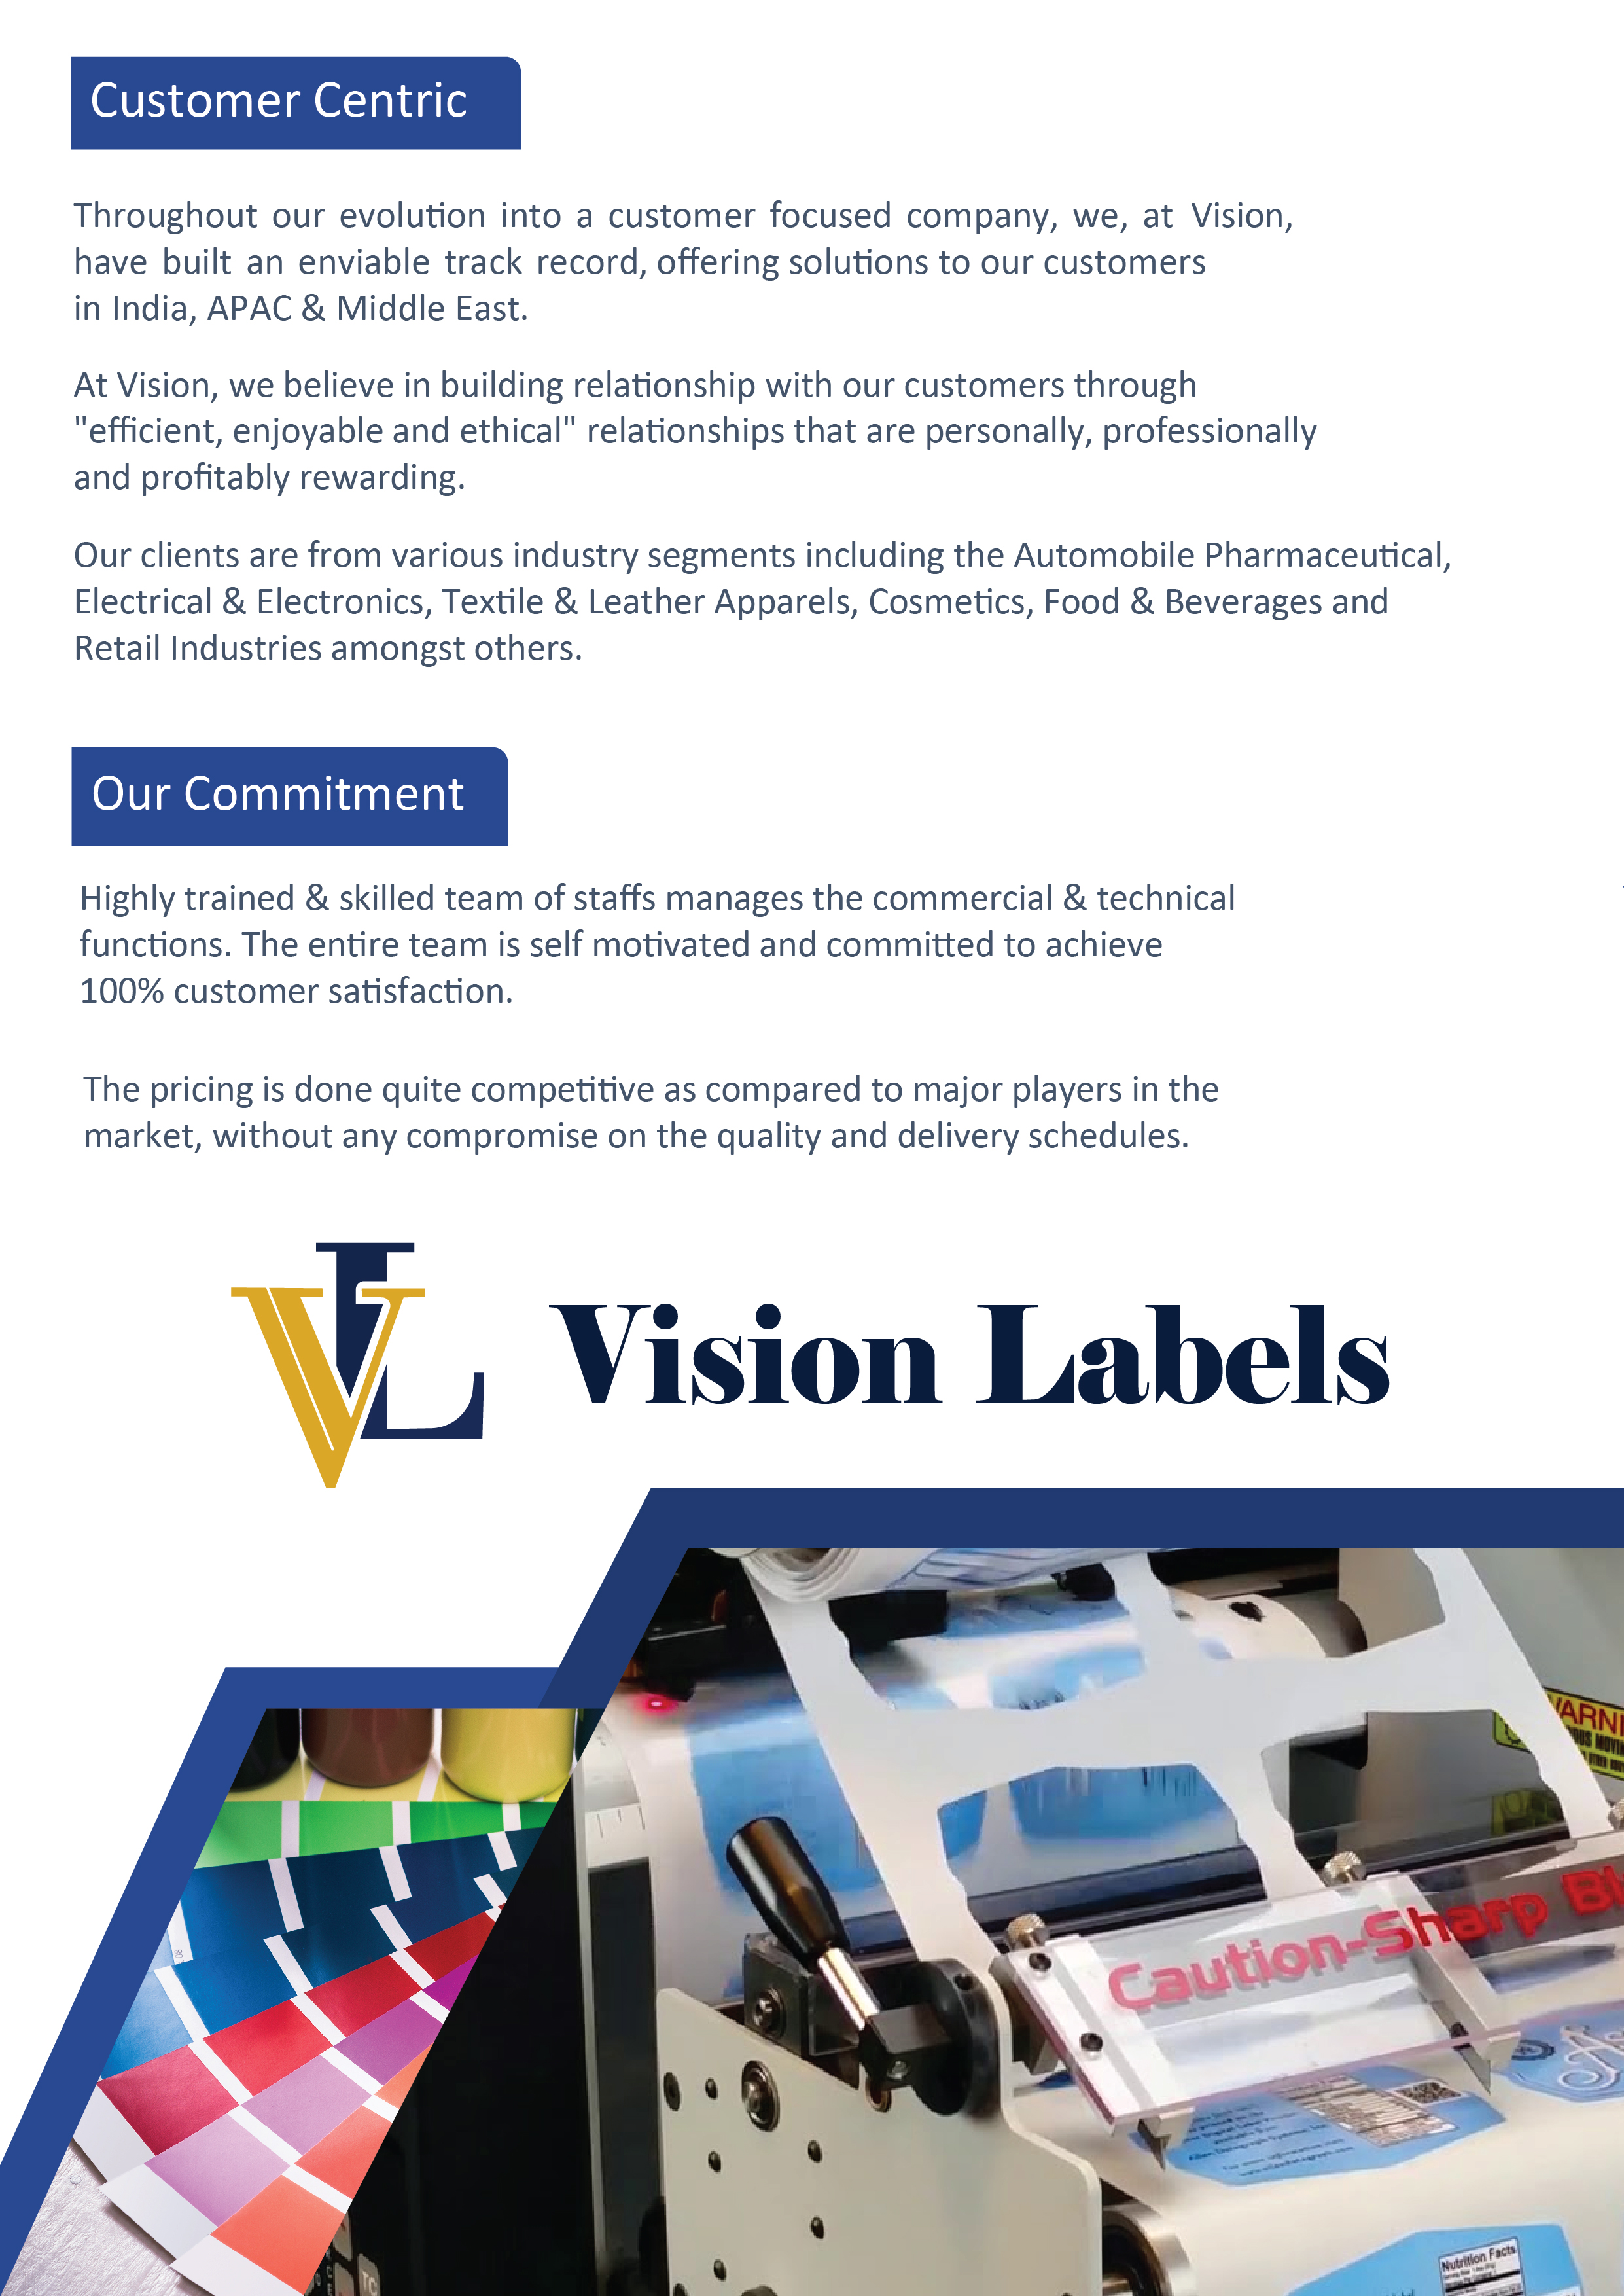 Customer Centric
Throughout our evolution into a customer focused company, we, at Vision,
have built an enviable track record, offering solutions to our customers
in India, APAC & Middle East.
At Vision, we believe in building relationship with our customers through
"efficient, enjoyable and ethical" relationships that are personally, professionally
and profitably rewarding.
Our clients are from various industry segments including the Automobile Pharmaceutical,
Electrical & Electronics, Textile & Leather Apparels, Cosmetics, Food & Beverages and
Retail Industries amongst others.
Our Commitment
Highly trained & skilled team of staffs manages the commercial & technical
functions. The entire team is self motivated and committed to achieve
100% customer satisfaction.
The pricing is done quite competitive as compared to major players in the
market, without any compromise on the quality and delivery schedules.
VL
Vision Labels
Caution-Sharp Bl
Nutrition Facts